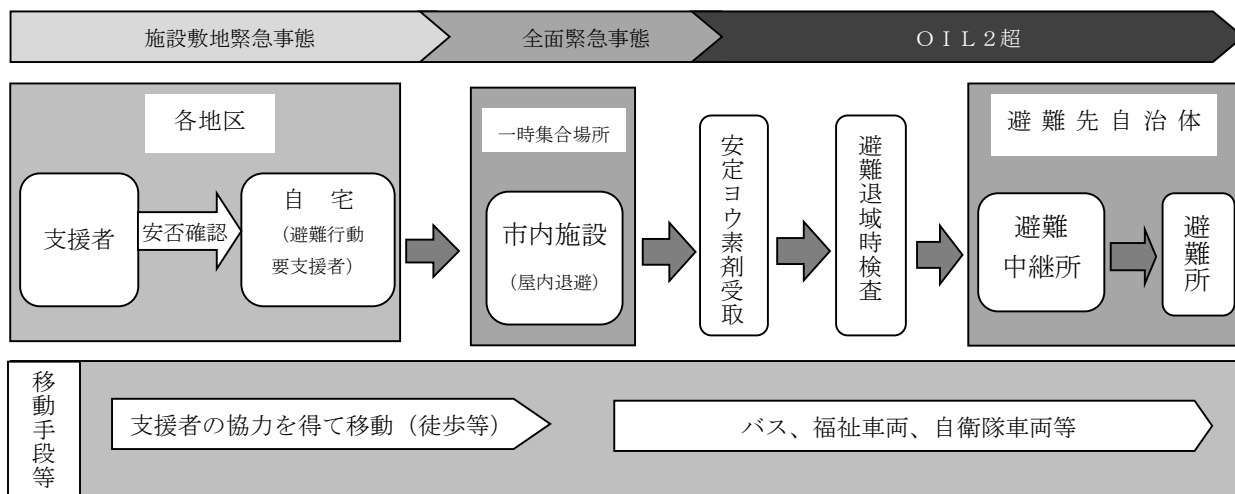 施設敷地緊急事態
全面緊急事態
ＯＩＬ２超
各地区
支援者
安否確認
自　宅
（避難行動
要支援者）
一時集合場所
市内施設
（屋内退避）
安定ヨウ素剤受取
避難退域時検査
避難先自治体
避難
中継所
避難所
移動手段等
支援者の協力を得て移動（徒歩等）
バス、福祉車両、自衛隊車両等